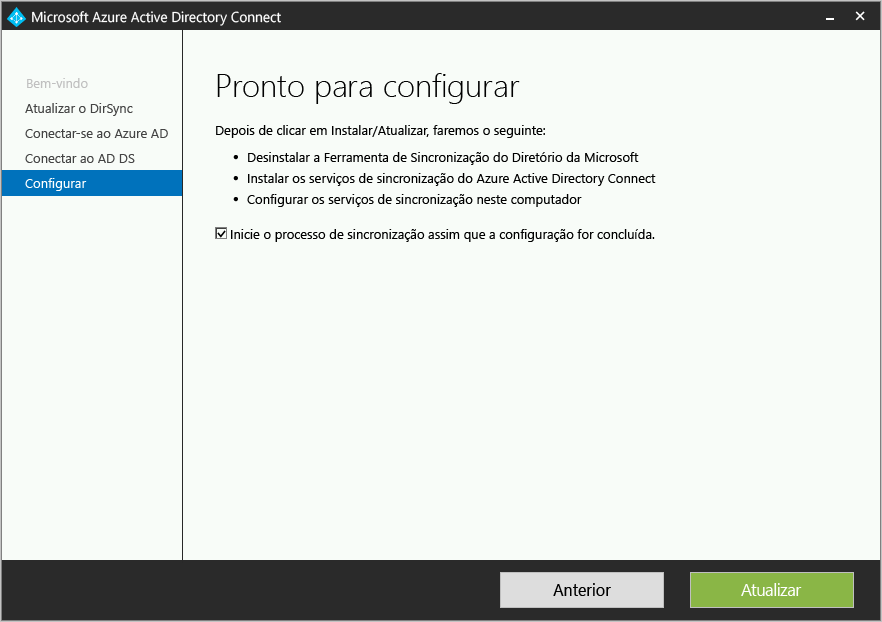 Microsoft Azure Active Directory Connect
Bem-vindo
Atualizar o DirSync
Conectar-se ao Azure AD
Conectar ao AD DS
Configurar
Pronto para configurar
Depois de clicar em Instalar/Atualizar, faremos o seguinte:
• Desinstalar a Ferramenta de Sincronização do Diretório da Microsoft
• Instalar os serviços de sincronização do Azure Active Directory Connect
• Configurar os serviços de sincronização neste computador
Inicie o processo de sincronização assim que a configuração for concluída.
Anterior
Atualizar